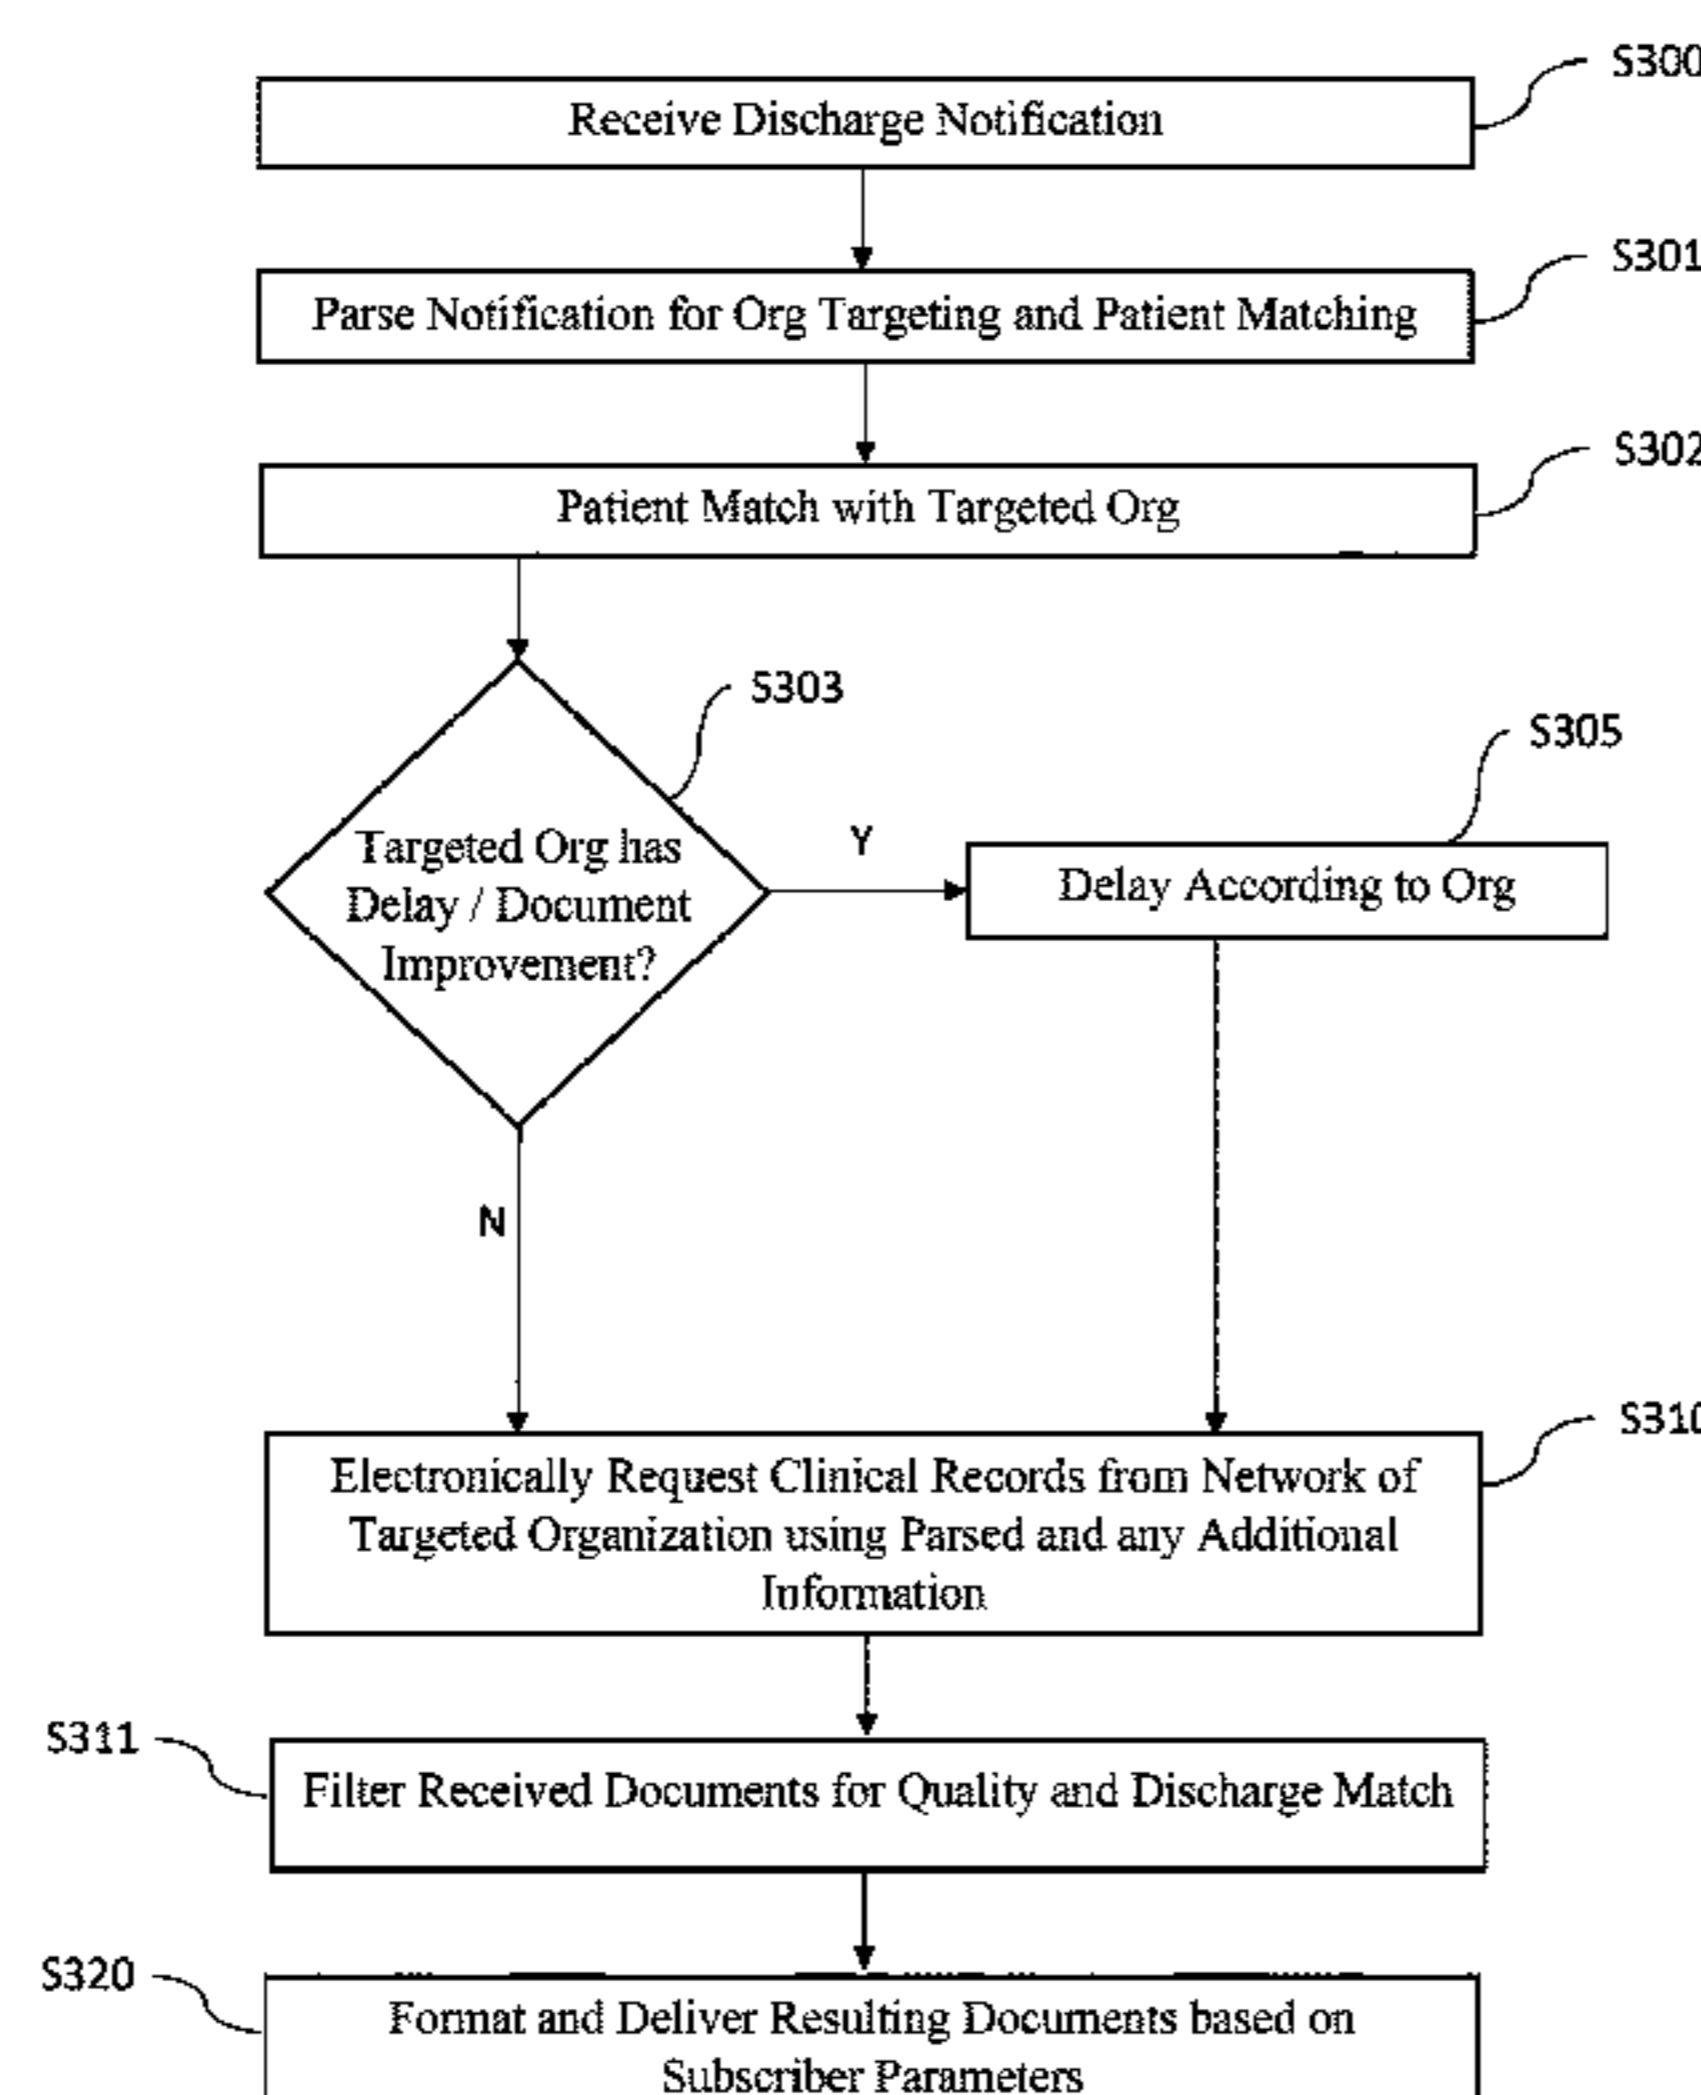 S300
Receive Discharge Notification
S301
Parse Notification for Org Targeting and Patient Matching
S302
Patient Match with Targeted Org
S303
S305
Targeted Org has
Delay / Document
Improvement?
Y
Delay According to Org
N
S310
Electronically Request Clinical Records from Network of
Targeted Organization using Parsed and any Additional
Information
S311
Filter Received Documents for Quality and Discharge Match
S320
Format and Deliver Resulting Documents based on
Subscriber Parameters